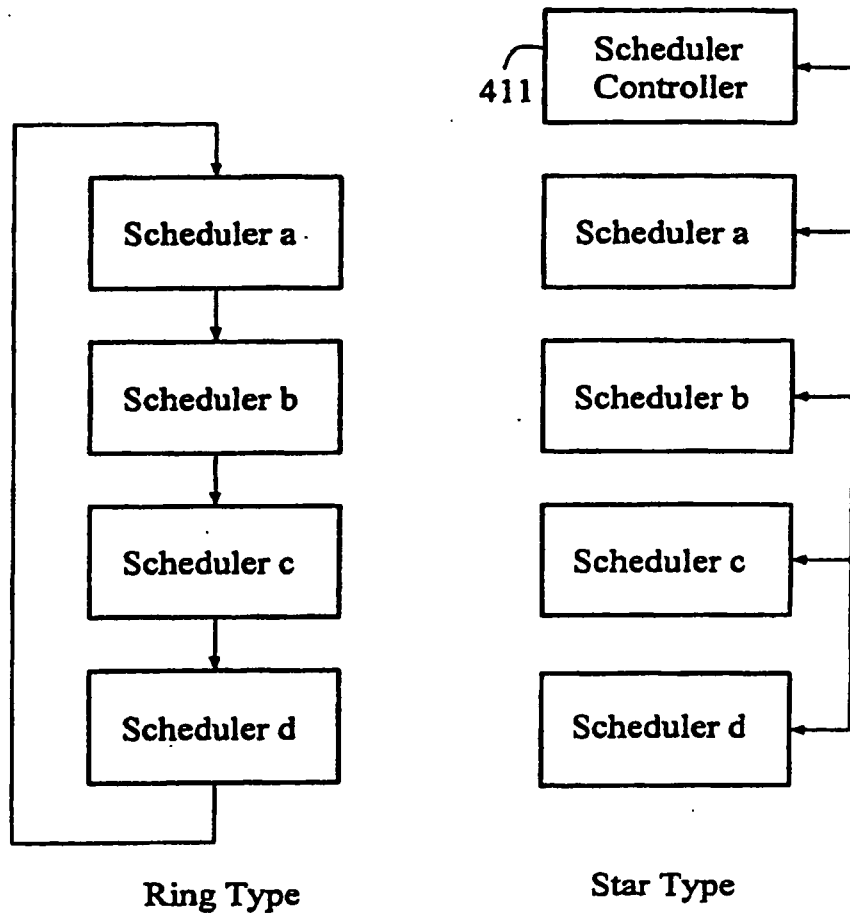 Scheduler a
Scheduler b
Scheduler c
Scheduler d
Ring Type
411
Scheduler
Controller
Scheduler a
Scheduler b
Scheduler c
Scheduler d
Star Type